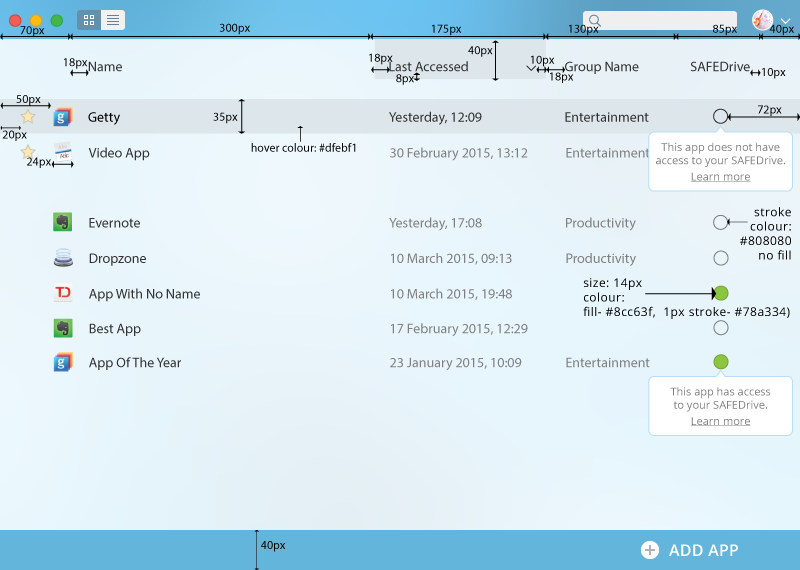 70px 300px 175px 130px 85px 40px
18px Name
18px Last Accessed 40px
8px
10px Group Name
18px
SAFEDrive
10px
50px
20px
Getty 35px Yesterday, 12:09 Entertainment 72px
hover colour: #dfebf1
24px
ABC
Video App 30 February 2015, 13:12 Entertainment
This app does not have
access to your SAFEDrive.
Learn more
Evernote Yesterday, 17:08 Productivity
stroke
colour:
#808080
no fill
Dropzone 10 March 2015, 09:13 Productivity
App With No Name 10 March 2015, 19:48
size: 14px
colour:
fill- #8cc63f, 1px stroke- #78a334)
Best App 17 February 2015, 12:29
App Of The Year 23 January 2015, 10:09 Entertainment
This app has access
to your SAFEDrive.
Learn more
40px
ADD APP